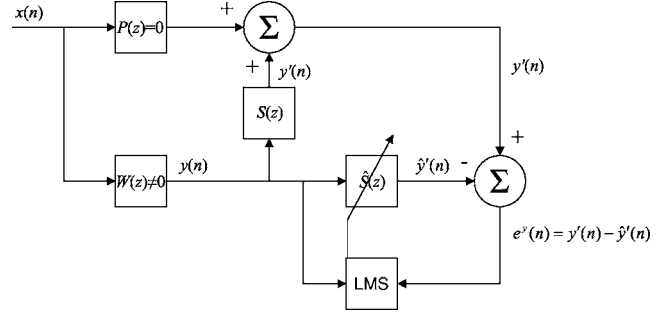 x(n)
P(z)=0
+
Σ
+
y'(n)
y'(n)
S(z)
+
W(z)≠0
y(n)
Ŝ(z)
ŷ'(n)
-
Σ
e^y(n) = y'(n) − ŷ'(n)
LMS